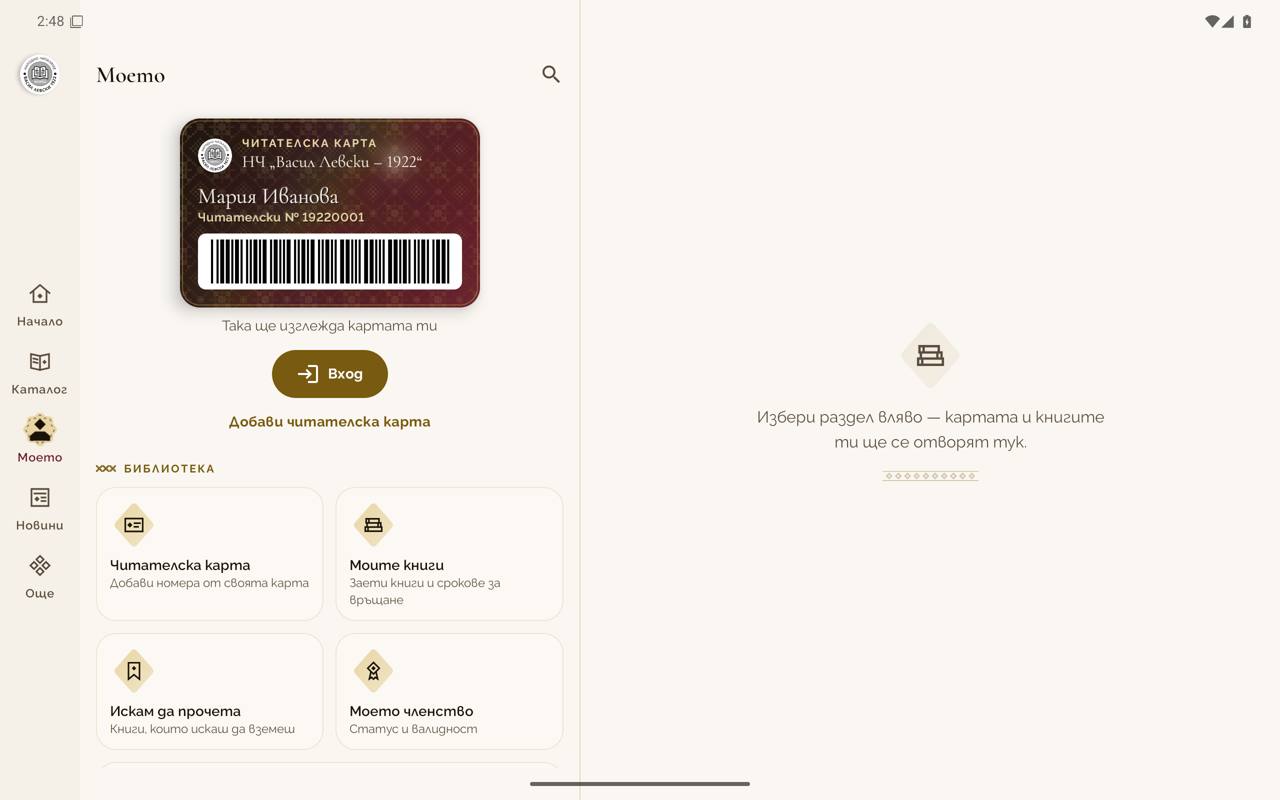 2:48
Моето
ЧИТАТЕЛСКА КАРТА
НЧ „Васил Левски – 1922“
Мария Иванова
Читателски № 19220001
Така ще изглежда картата ти
Вход
Добави читателска карта
БИБЛИОТЕКА
Читателска карта
Добави номера от своята карта
Моите книги
Заети книги и срокове за
връщане
Искам да прочета
Книги, които искаш да вземеш
Моето членство
Статус и валидност
Начало
Каталог
Моето
Новини
Още
Избери раздел вляво — картата и книгите
ти ще се отворят тук.